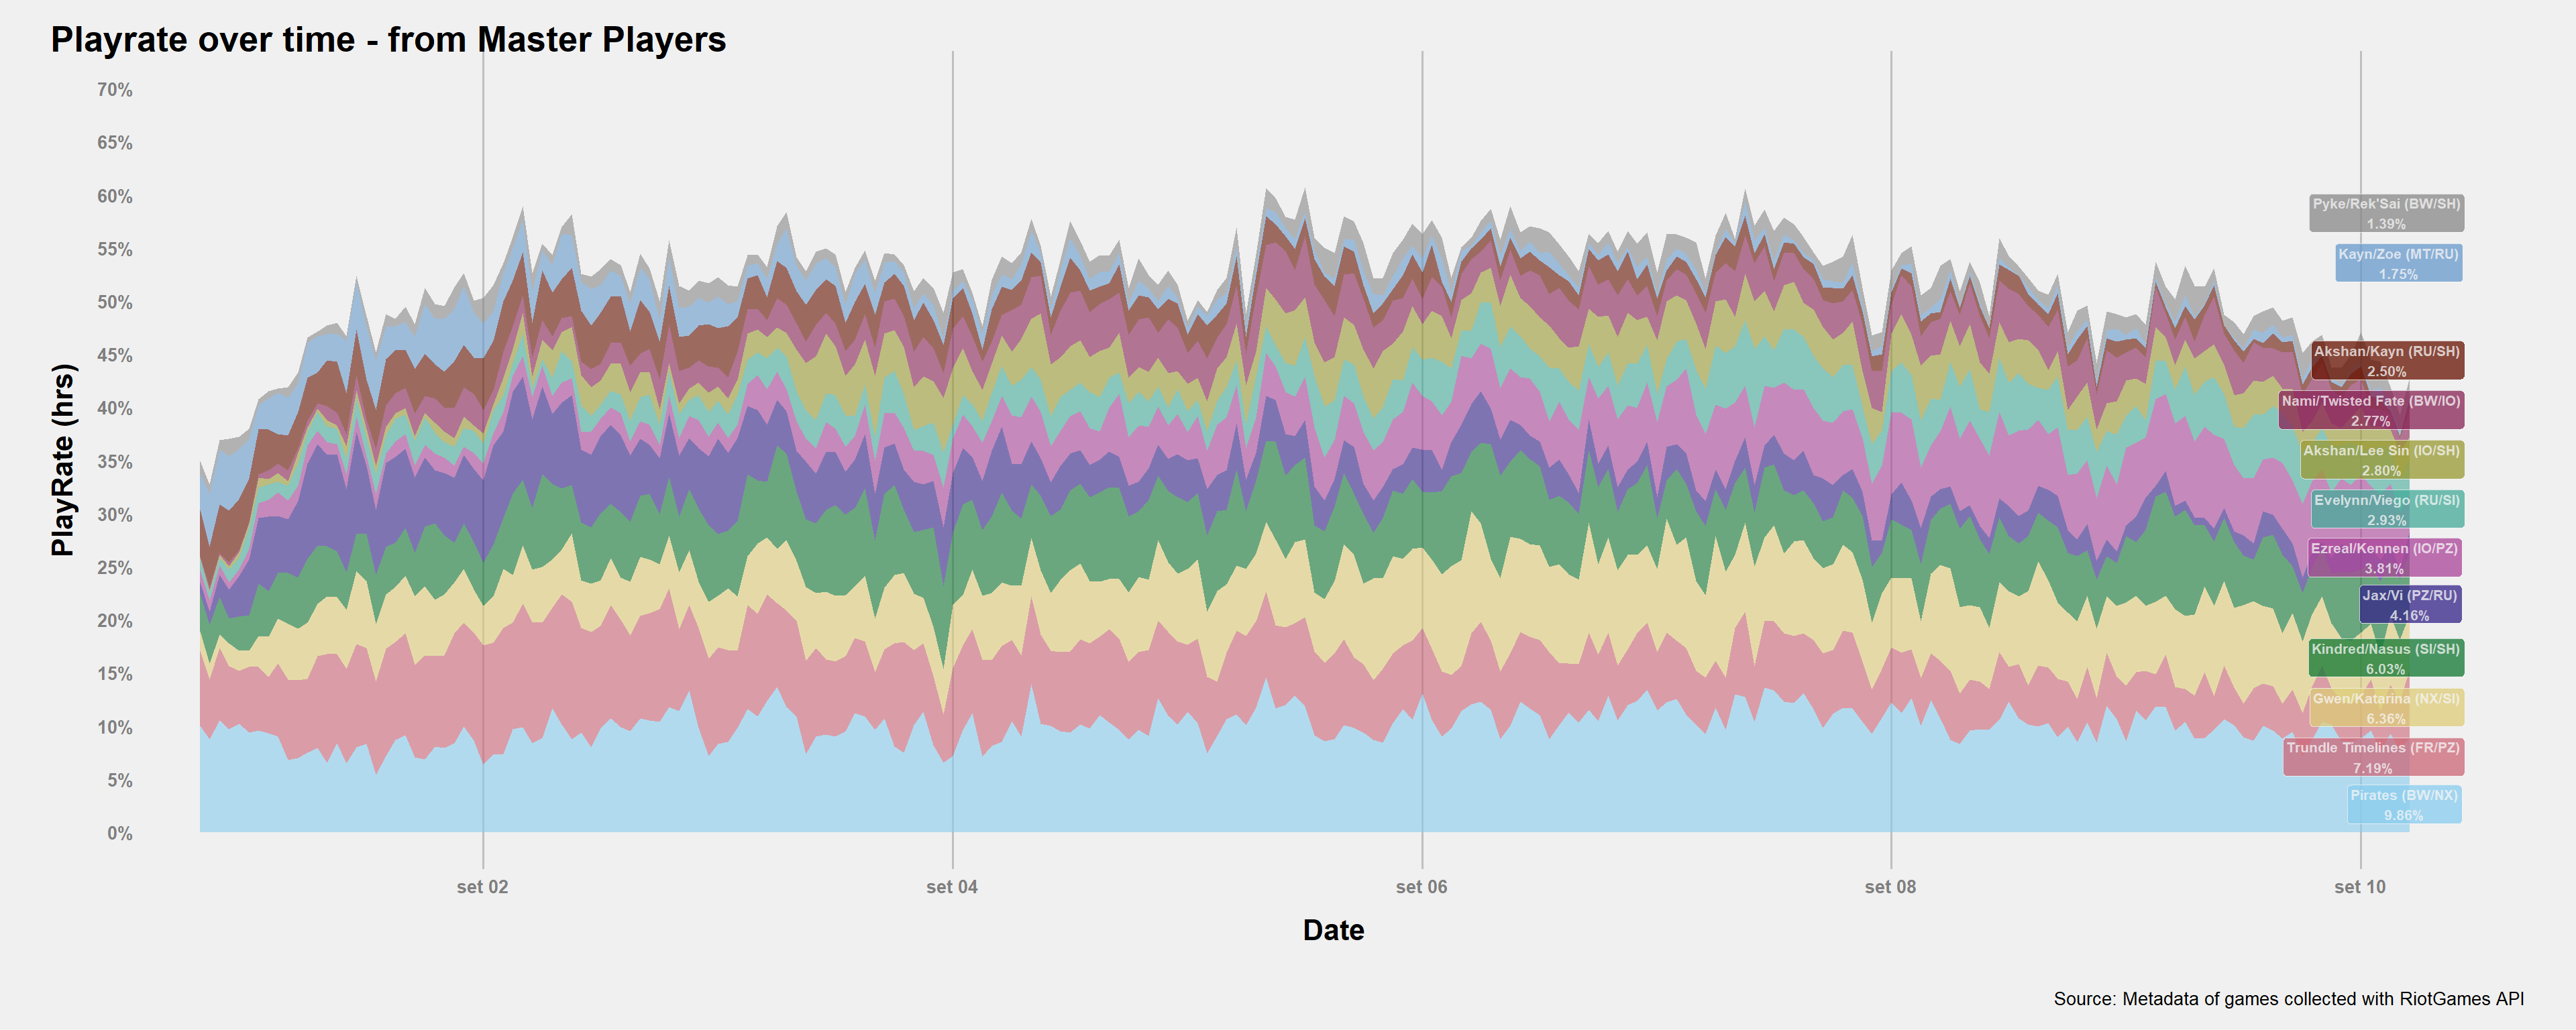 Playrate over time - from Master Players
PlayRate (hrs)
70%
65%
60%
55%
50%
45%
40%
35%
30%
25%
20%
15%
10%
5%
0%
Pyke/Rek'Sai (BW/SH)
1.39%
Kayn/Zoe (MT/RU)
1.75%
Akshan/Kayn (RU/SH)
2.50%
Nami/Twisted Fate (BW/IO)
2.77%
Akshan/Lee Sin (IO/SH)
2.80%
Evelynn/Viego (RU/SI)
2.93%
Ezreal/Kennen (IO/PZ)
3.81%
Jax/Vi (PZ/RU)
4.16%
Kindred/Nasus (SI/SH)
6.03%
Gwen/Katarina (NX/SI)
6.36%
Trundle Timelines (FR/PZ)
7.19%
Pirates (BW/NX)
9.86%
set 02
set 04
set 06
set 08
set 10
Date
Source: Metadata of games collected with RiotGames API